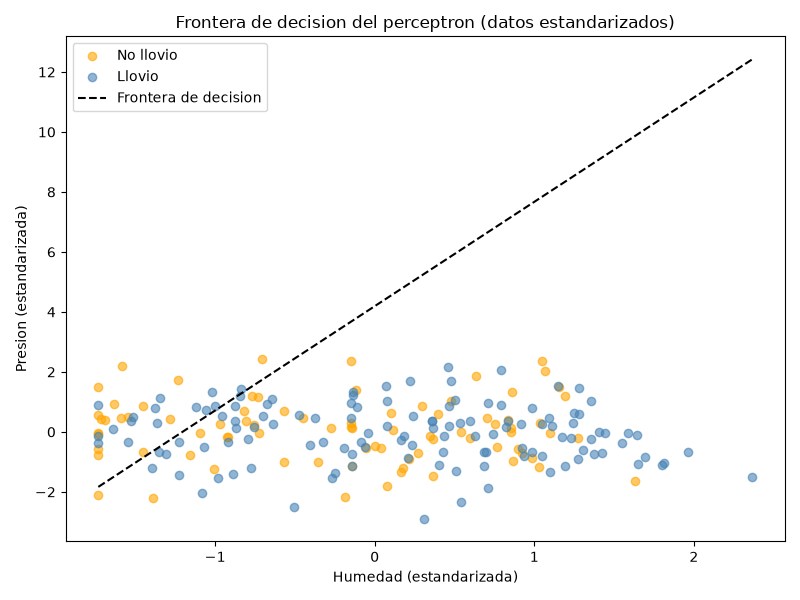 Frontera de decision del perceptron (datos estandarizados)
No llovio
Llovio
Frontera de decision
12
10
8
6
4
2
0
−2
Presion (estandarizada)
−1
0
1
2
Humedad (estandarizada)